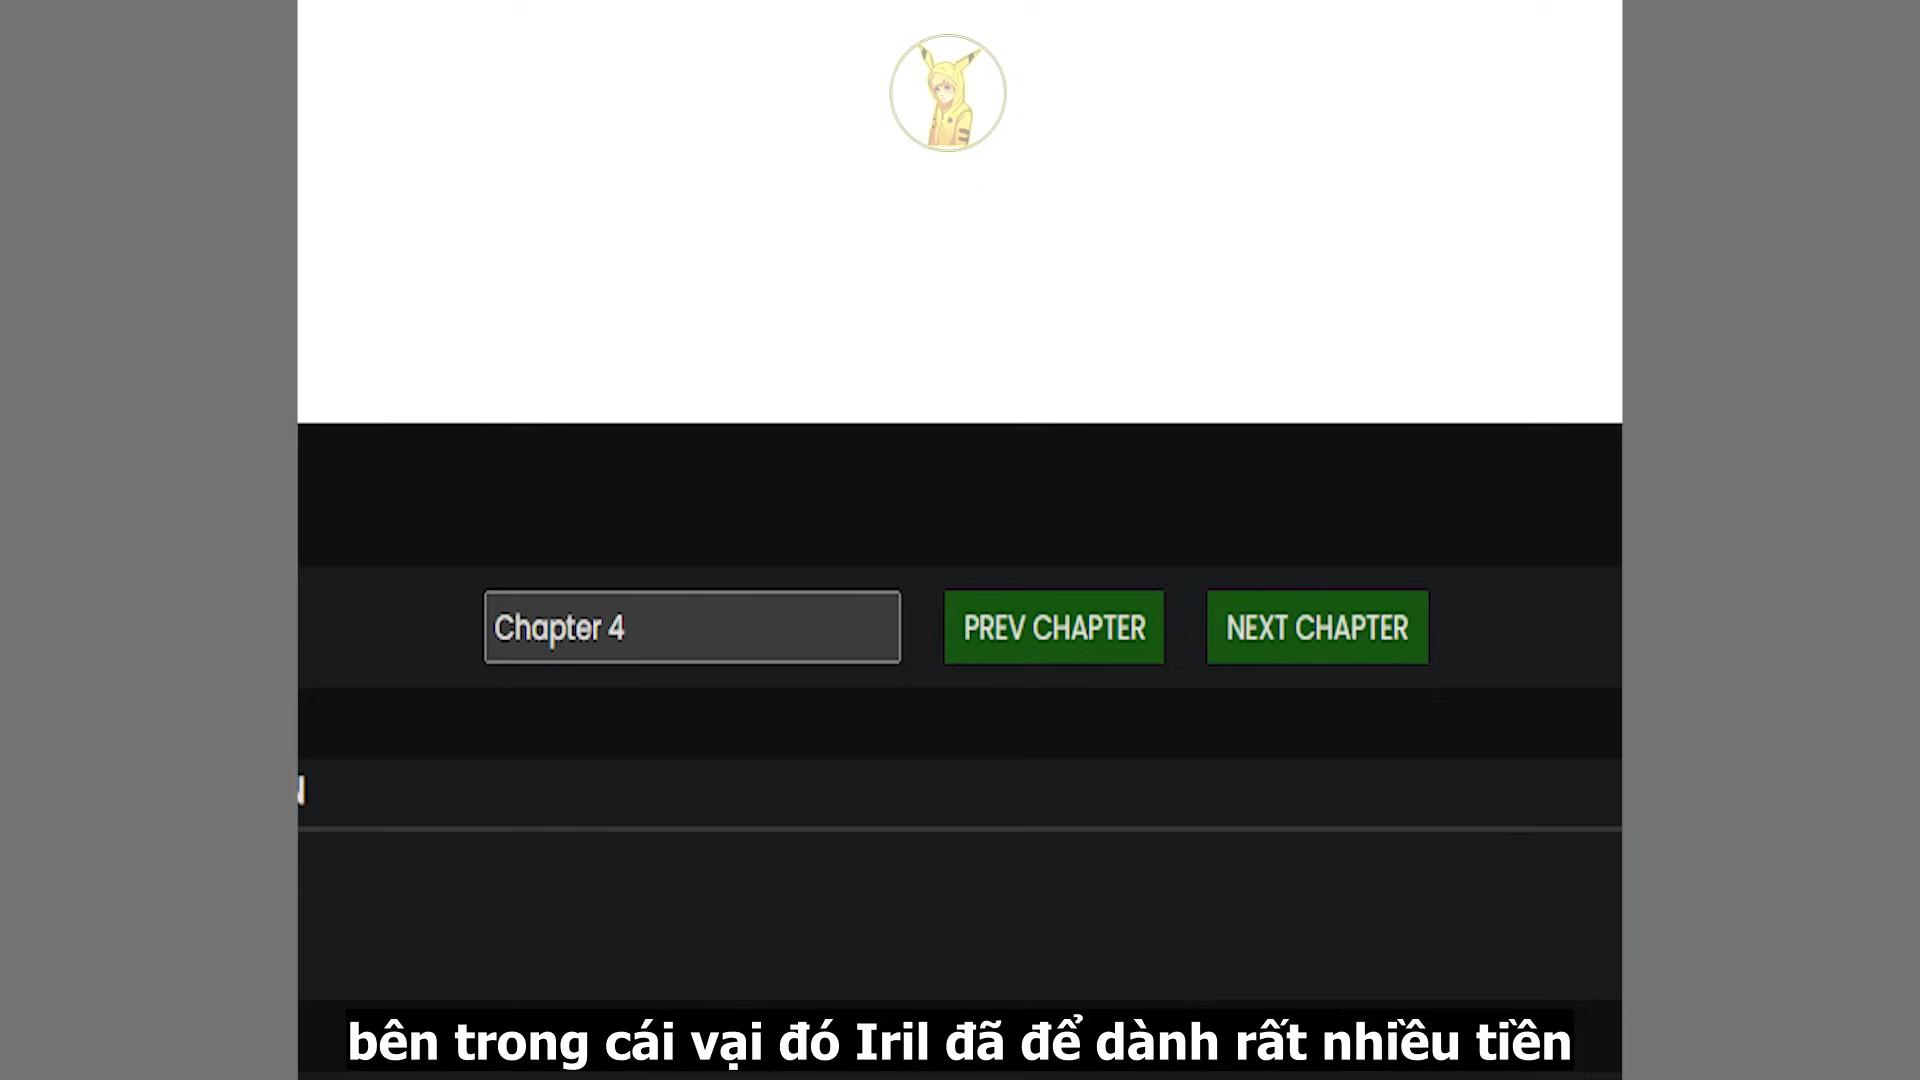 Chapter 4
PREV CHAPTER
NEXT CHAPTER
N
bên trong cái vại đó Iril đã để dành rất nhiều tiền